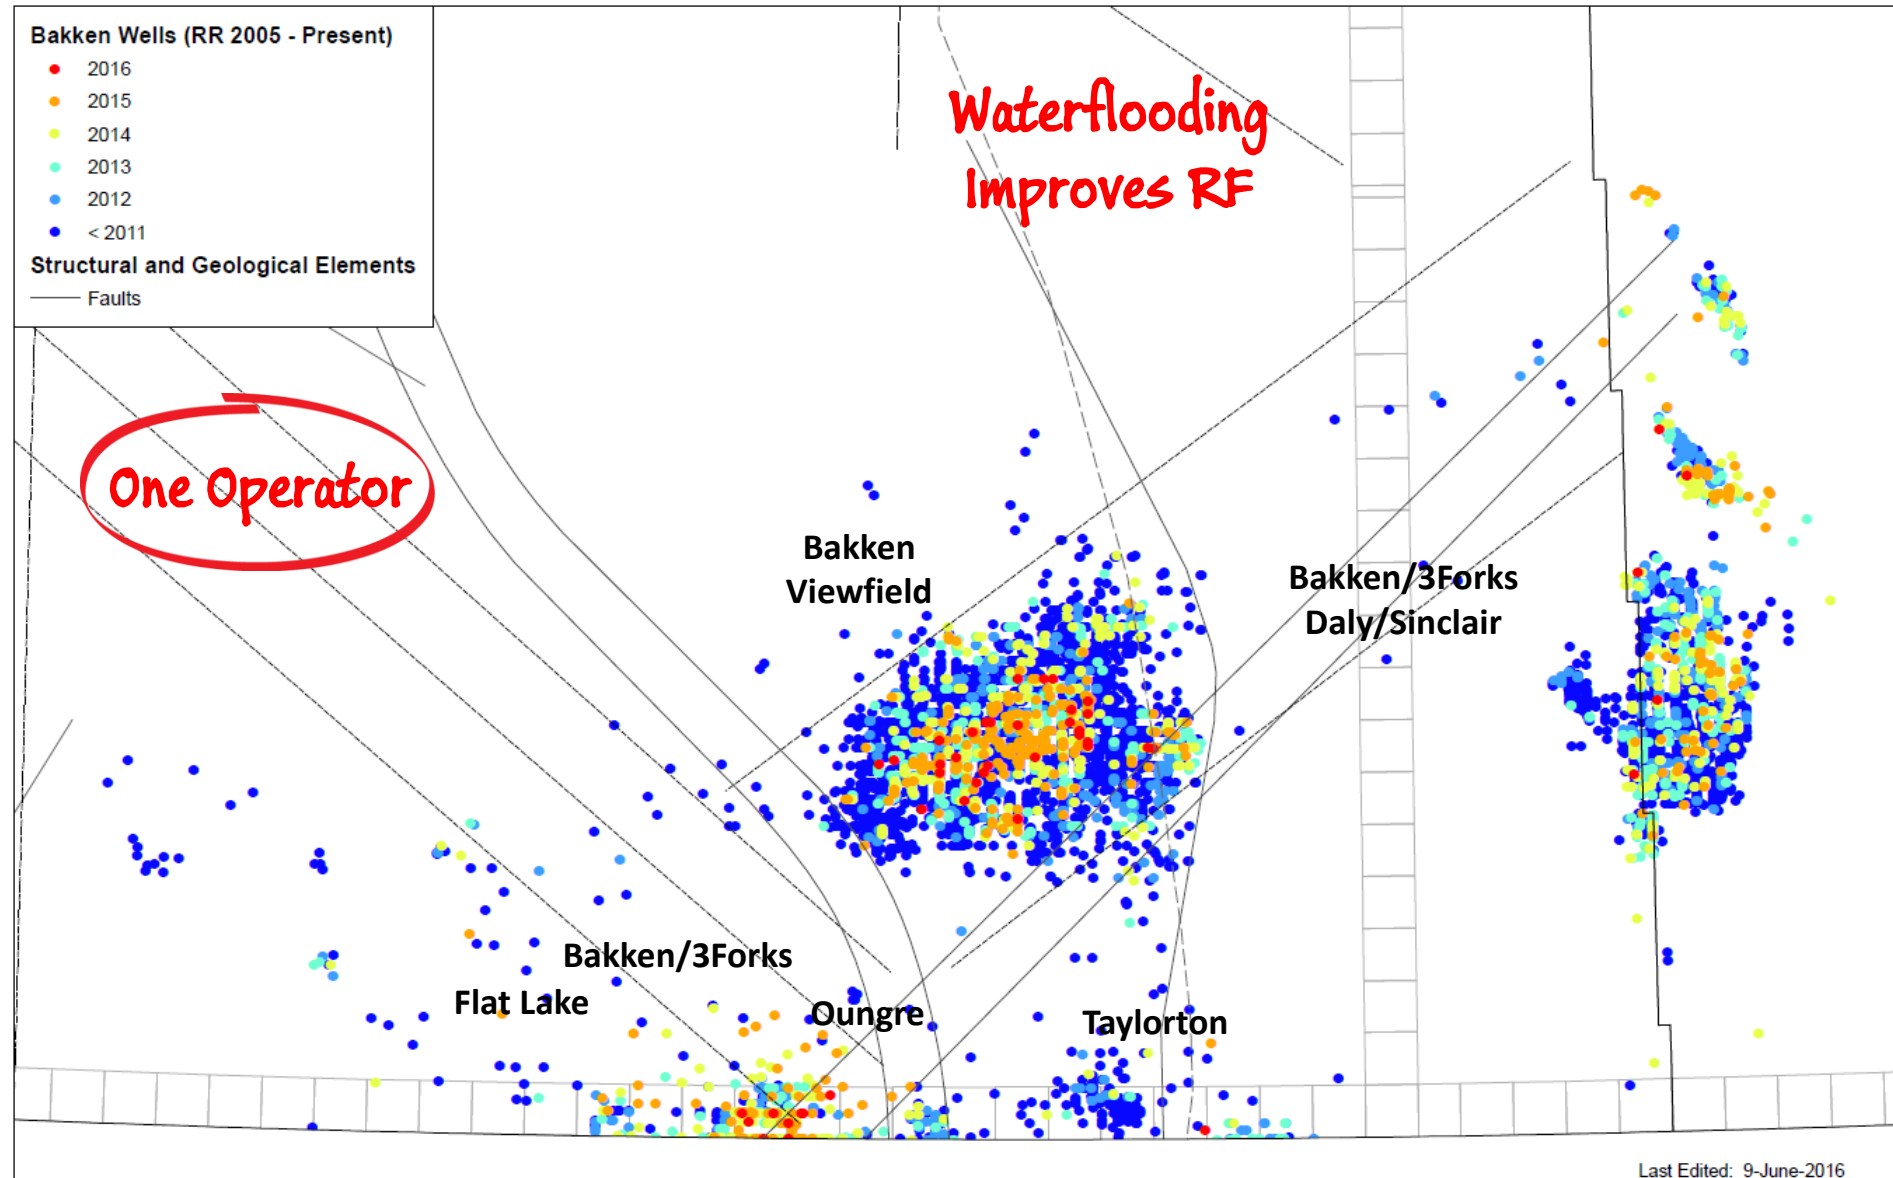 Bakken Wells (RR 2005 - Present)
2016
2015
2014
2013
2012
< 2011
Structural and Geological Elements
Faults
Waterflooding
Improves RF
One Operator
Bakken
Viewfield
Bakken/3Forks
Daly/Sinclair
Bakken/3Forks
Flat Lake
Oungre
Taylorton
Last Edited: 9-June-2016